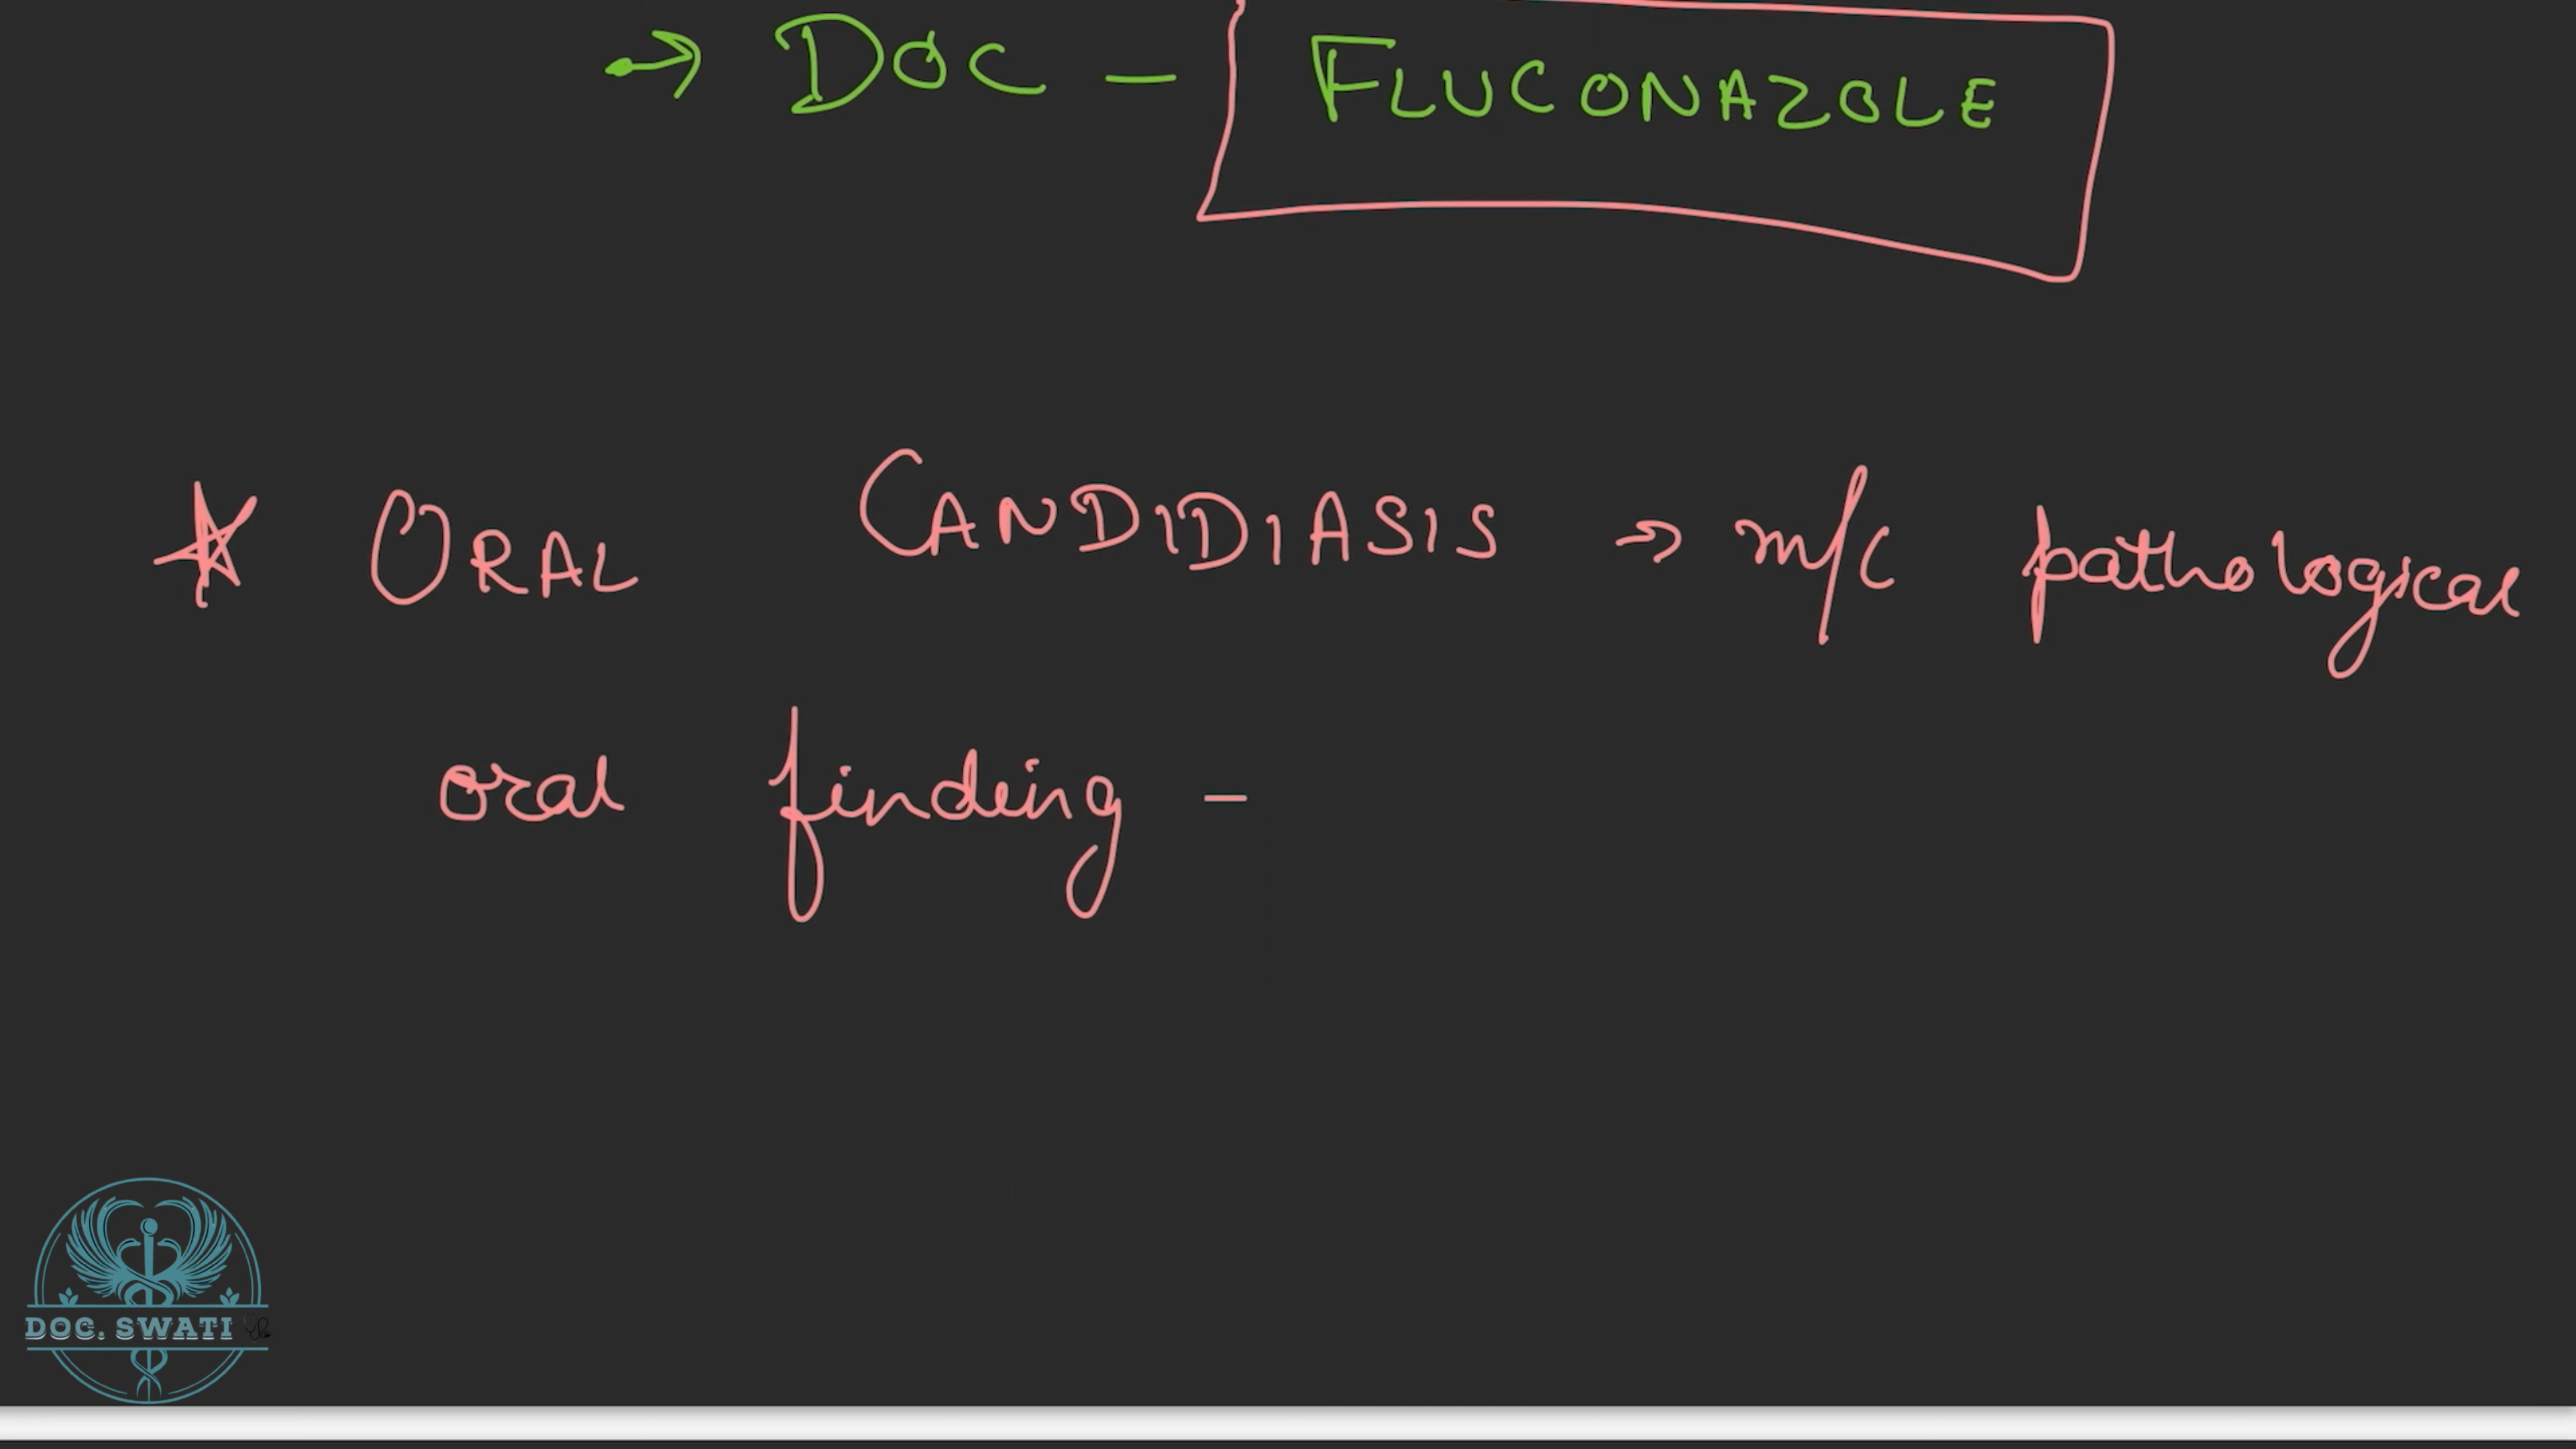 → DOC - FLUCONAZOLE
★ ORAL CANDIDIASIS → m/c pathological
oral finding -
DOC. SWATI